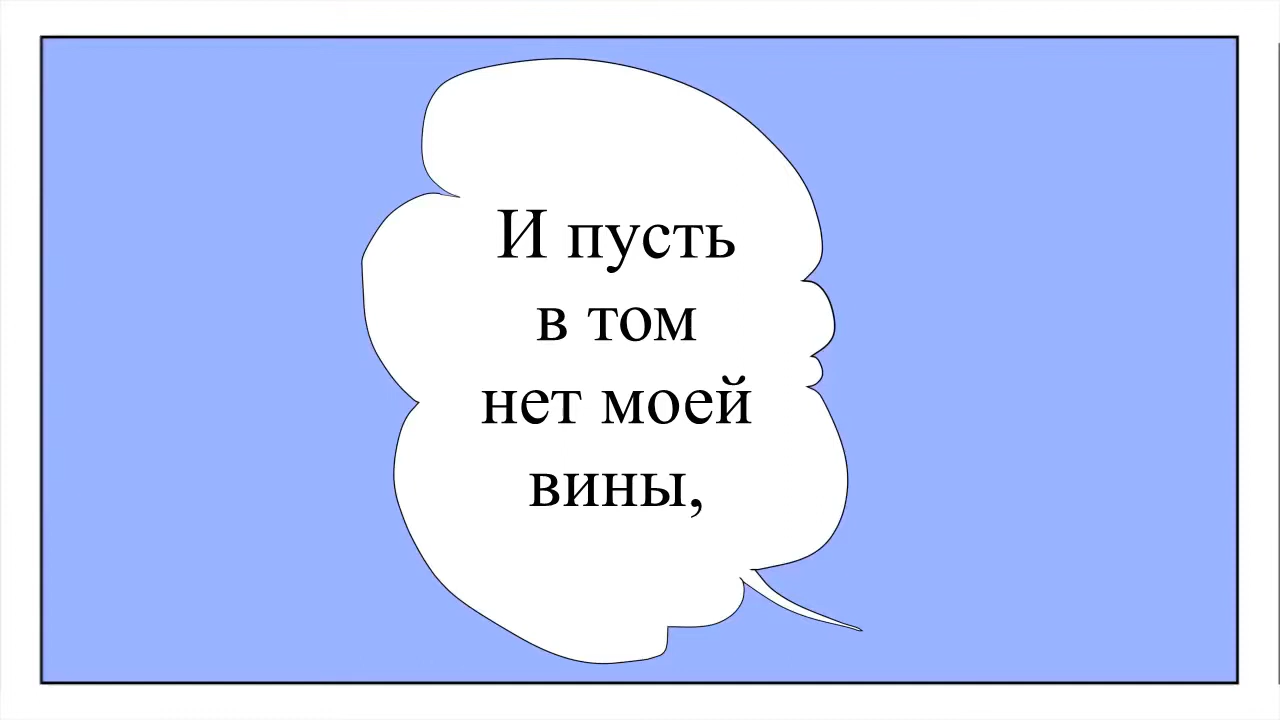 И пусть
в том
нет моей
вины,